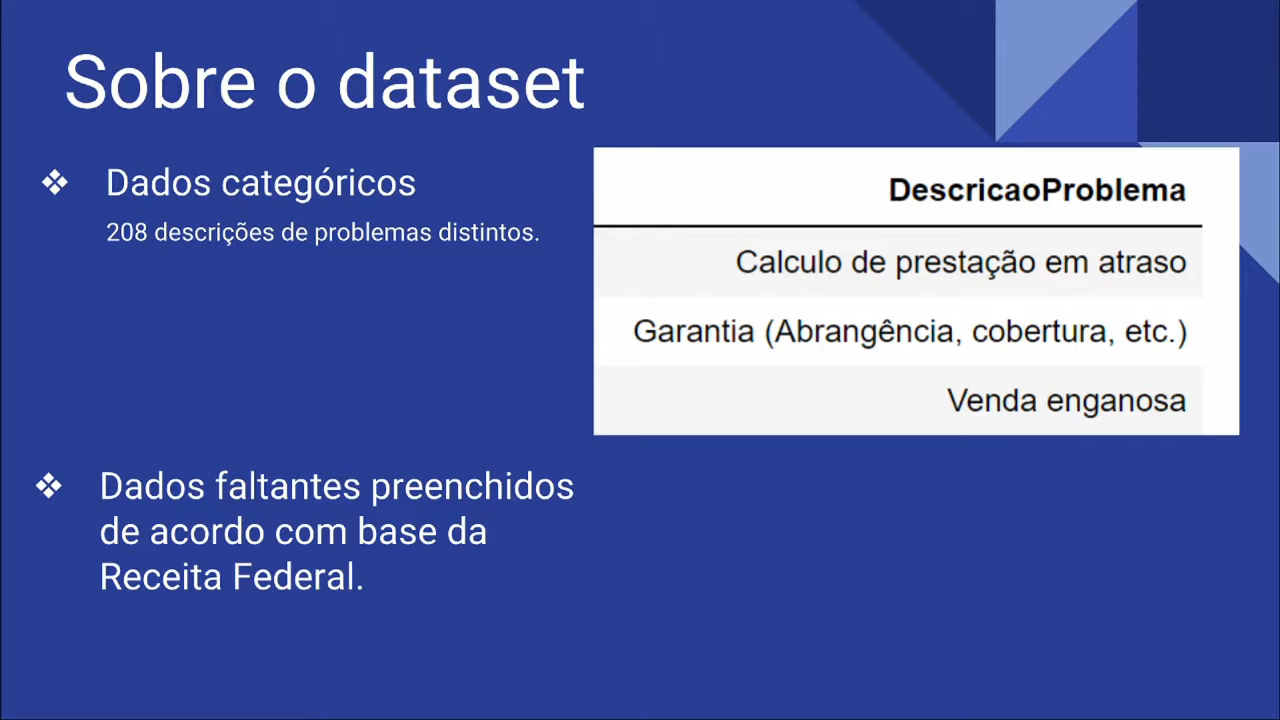 Sobre o dataset
❖ Dados categóricos
208 descrições de problemas distintos.
DescricaoProblema
Calculo de prestação em atraso
Garantia (Abrangência, cobertura, etc.)
Venda enganosa
❖ Dados faltantes preenchidos
de acordo com base da
Receita Federal.